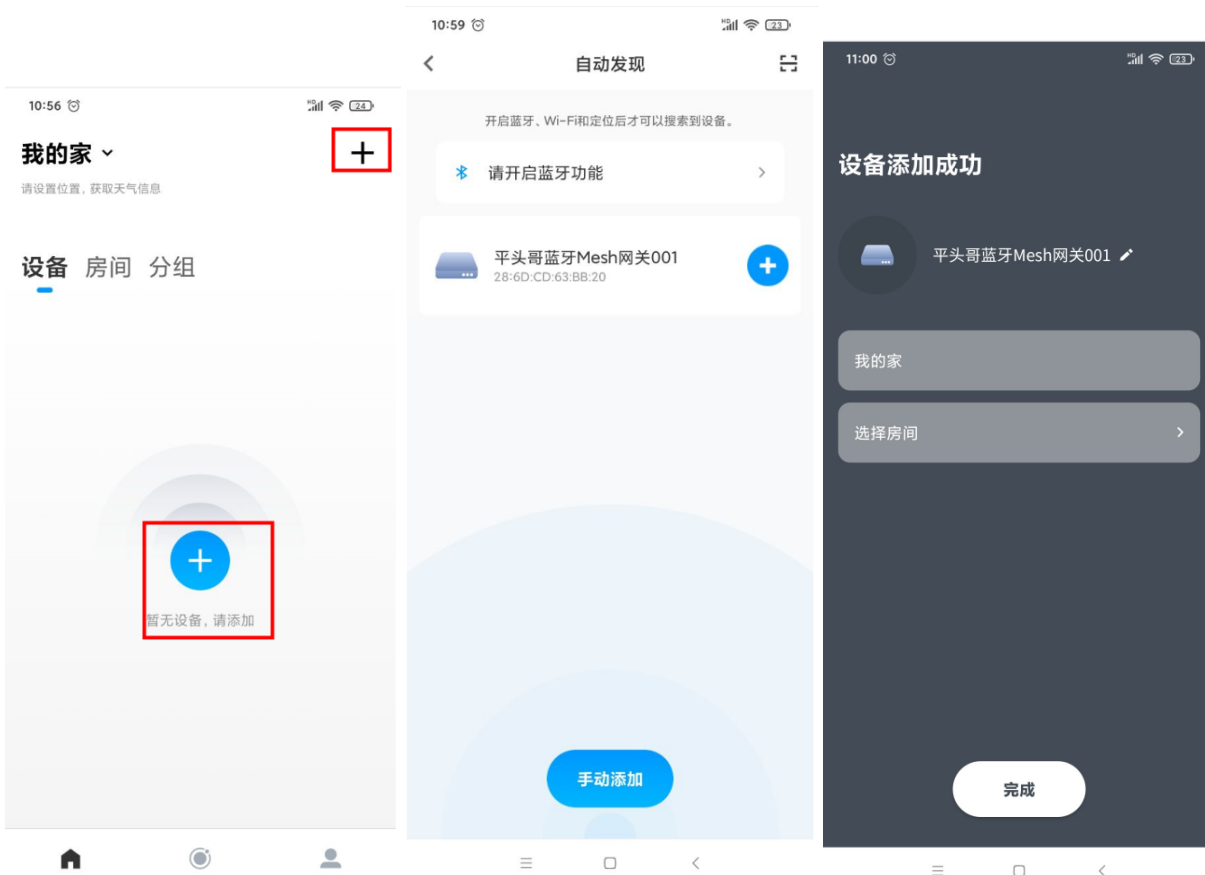 10:56
24
我的家
请设置位置, 获取天气信息
设备 房间 分组
暂无设备, 请添加
10:59
HD
23
自动发现
开启蓝牙、Wi-Fi和定位后才可以搜索到设备。
请开启蓝牙功能
平头哥蓝牙Mesh网关001
28:6D:CD:63:BB:20
手动添加
11:00
HD
23
设备添加成功
平头哥蓝牙Mesh网关001
我的家
选择房间
完成